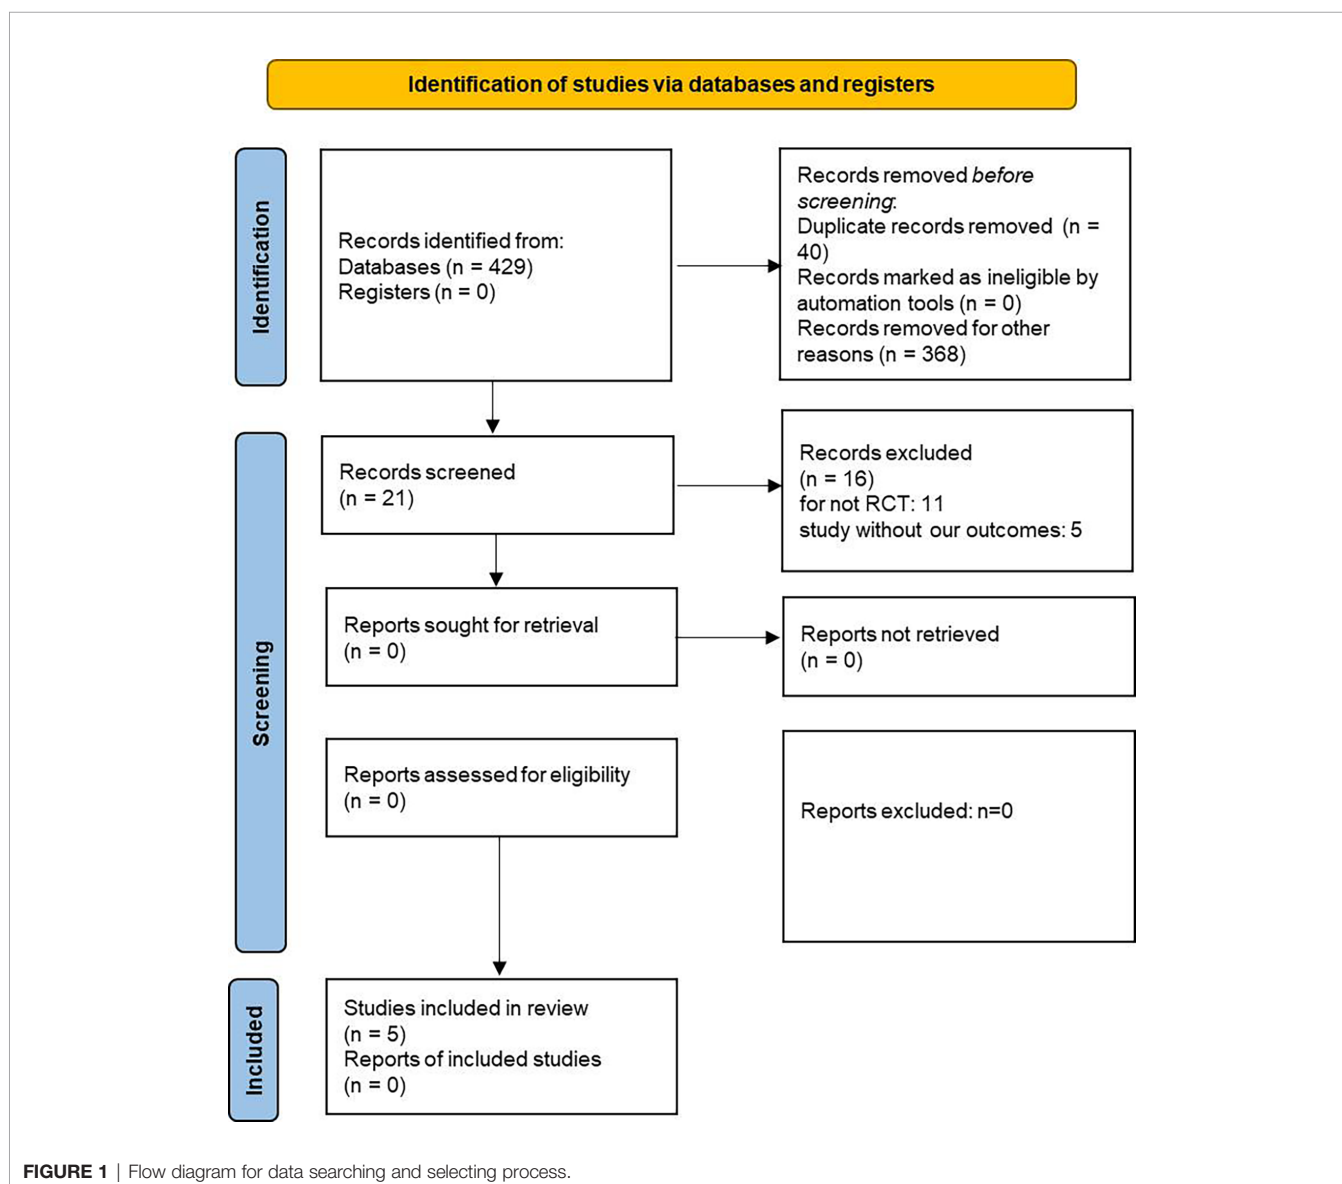 Identification of studies via databases and registers
Identification
Records identified from:
Databases (n = 429)
Registers (n = 0)
Records removed before
screening:
Duplicate records removed (n =
40)
Records marked as ineligible by
automation tools (n = 0)
Records removed for other
reasons (n = 368)
Screening
Records screened
(n = 21)
Records excluded
(n = 16)
for not RCT: 11
study without our outcomes: 5
Reports sought for retrieval
(n = 0)
Reports not retrieved
(n = 0)
Reports assessed for eligibility
(n = 0)
Reports excluded: n=0
Included
Studies included in review
(n = 5)
Reports of included studies
(n = 0)
FIGURE 1 | Flow diagram for data searching and selecting process.